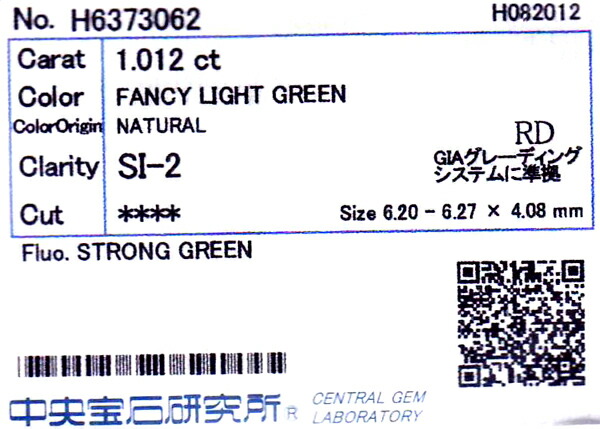 No. H6373062 H082012
Carat 1.012 ct
Color FANCY LIGHT GREEN
ColorOrigin NATURAL
RD
Clarity SI-2
GIAグレーディング
システムに準拠
Cut **** Size 6.20 - 6.27 × 4.08 mm
Fluo. STRONG GREEN
中央宝石研究所 R CENTRAL GEM
LABORATORY